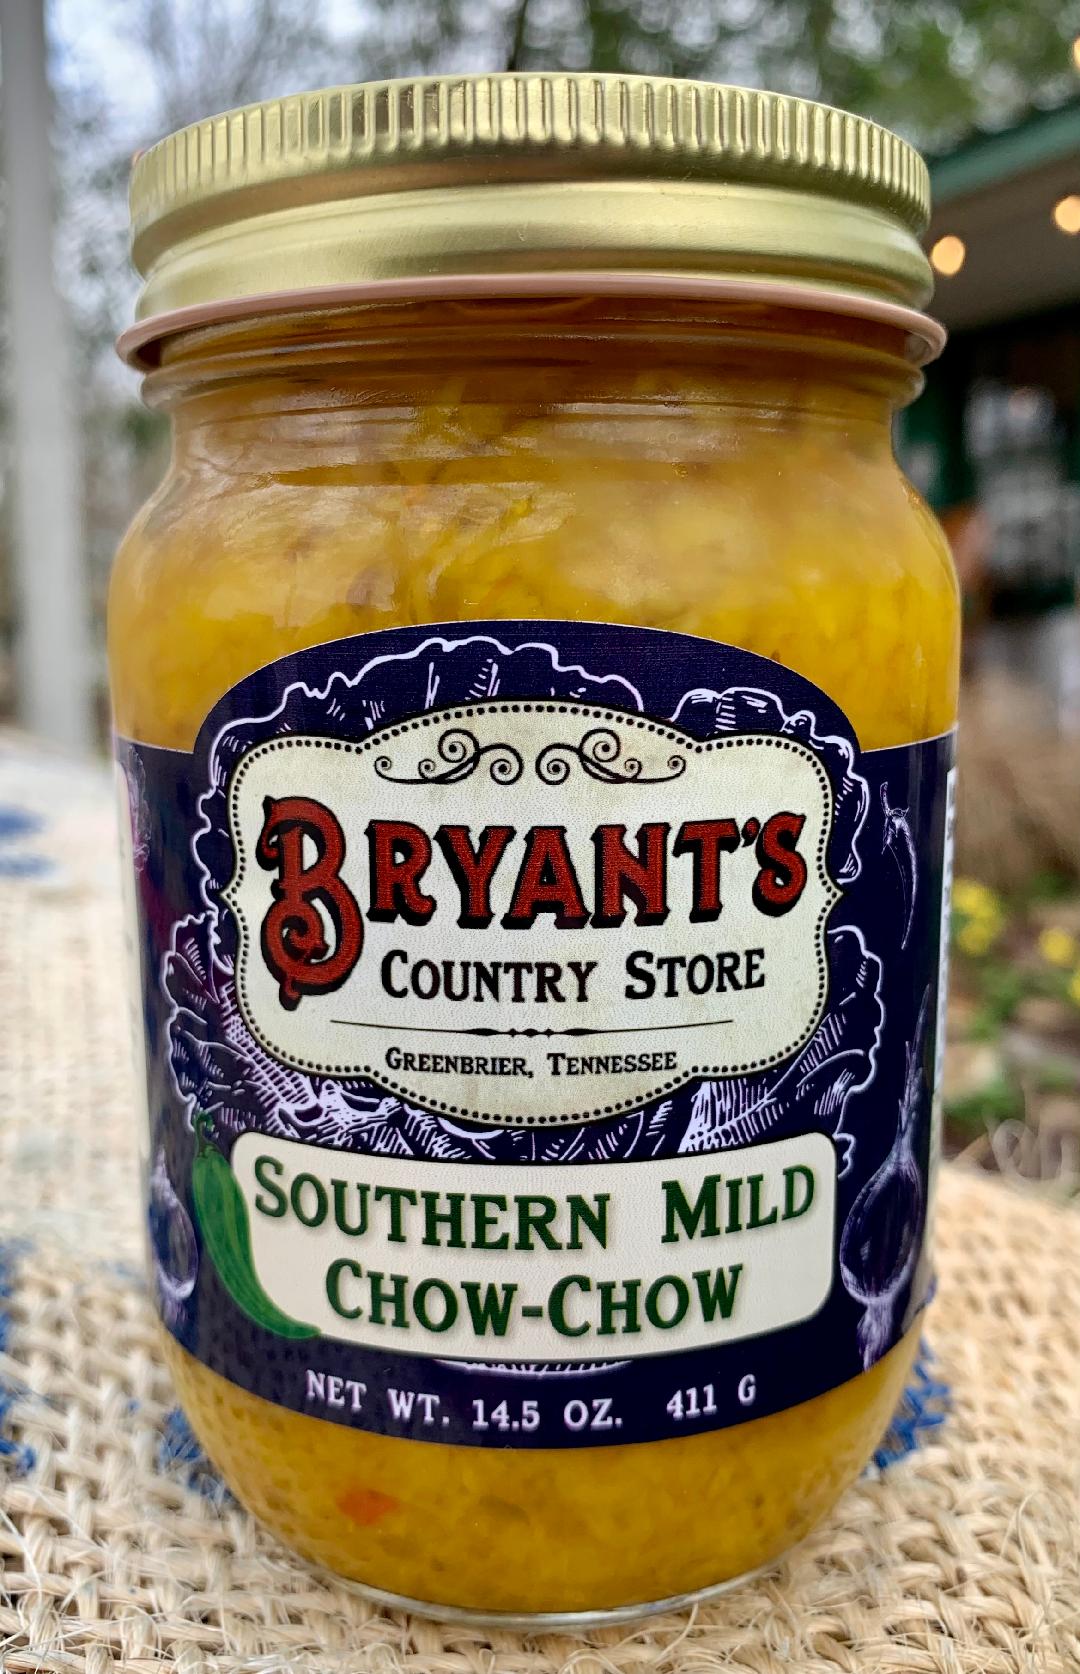 BRYANT'S
COUNTRY STORE
GREENBRIER, TENNESSEE
SOUTHERN MILD
CHOW-CHOW
NET WT. 14.5 OZ. 411 G